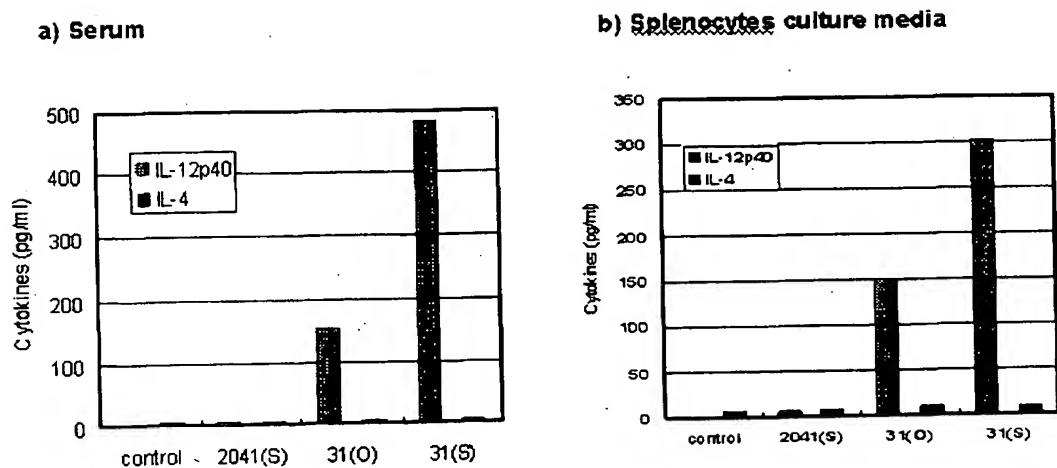 a) Serum
500
400
300
200
100
0
Cytokines (pg/ml)
IL-12p40
IL-4
control
2041(S)
31(O)
31(S)
b) Splenocytes culture media
350
300
250
200
150
100
50
0
Cytokines (pg/ml)
IL-12p40
IL-4
control
2041(S)
31(O)
31(S)